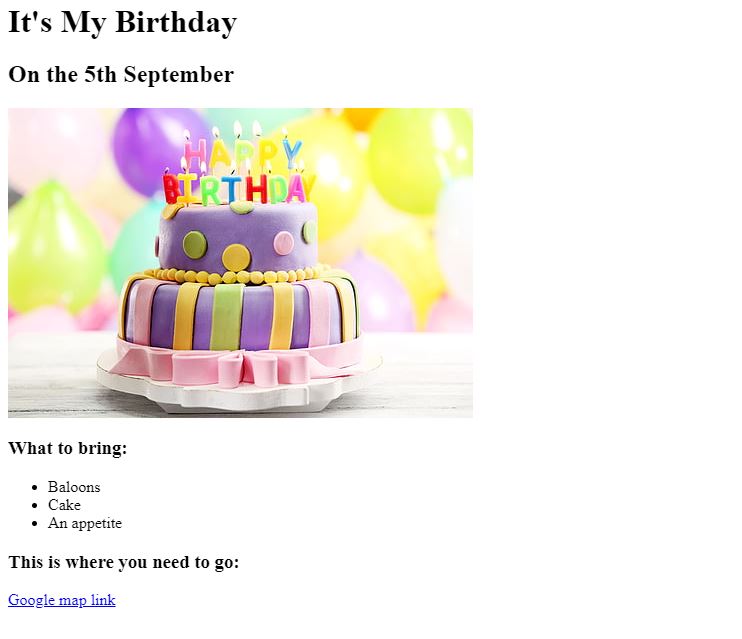 It's My Birthday
On the 5th September
HAPPY
BIRTHDAY
What to bring:
Baloons
Cake
An appetite
This is where you need to go:
Google map link